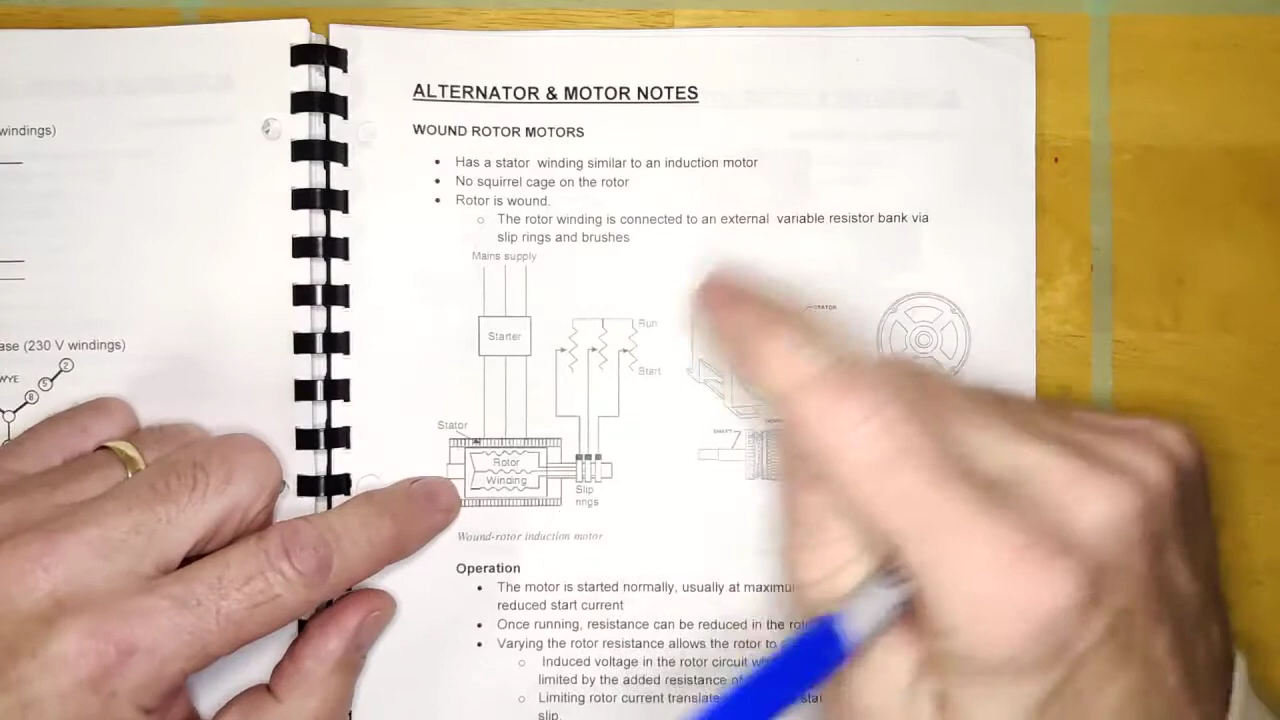 windings)
ase (230 V windings)
WYE
2
5
8
ALTERNATOR & MOTOR NOTES
WOUND ROTOR MOTORS
• Has a stator winding similar to an induction motor
• No squirrel cage on the rotor
• Rotor is wound.
o The rotor winding is connected to an external variable resistor bank via
slip rings and brushes
Mains supply
Starter
Run
Start
Stator
Rotor
Winding
Slip
rings
STATOR
SHAFT
Wound-rotor induction motor
Operation
• The motor is started normally, usually at
reduced start current
• Once running, resistance can be reduced in the
• Varying the rotor resistance allows the rotor to
o Induced voltage in the rotor circuit
limited by the added resistance
o Limiting rotor current
slip.